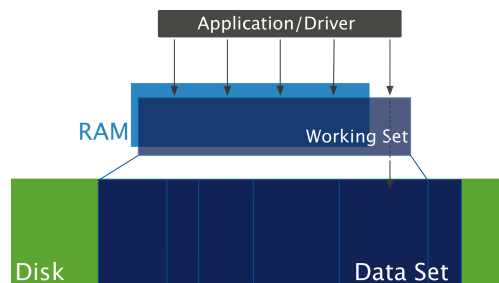 Application/Driver
RAM
Working Set
Disk
Data Set